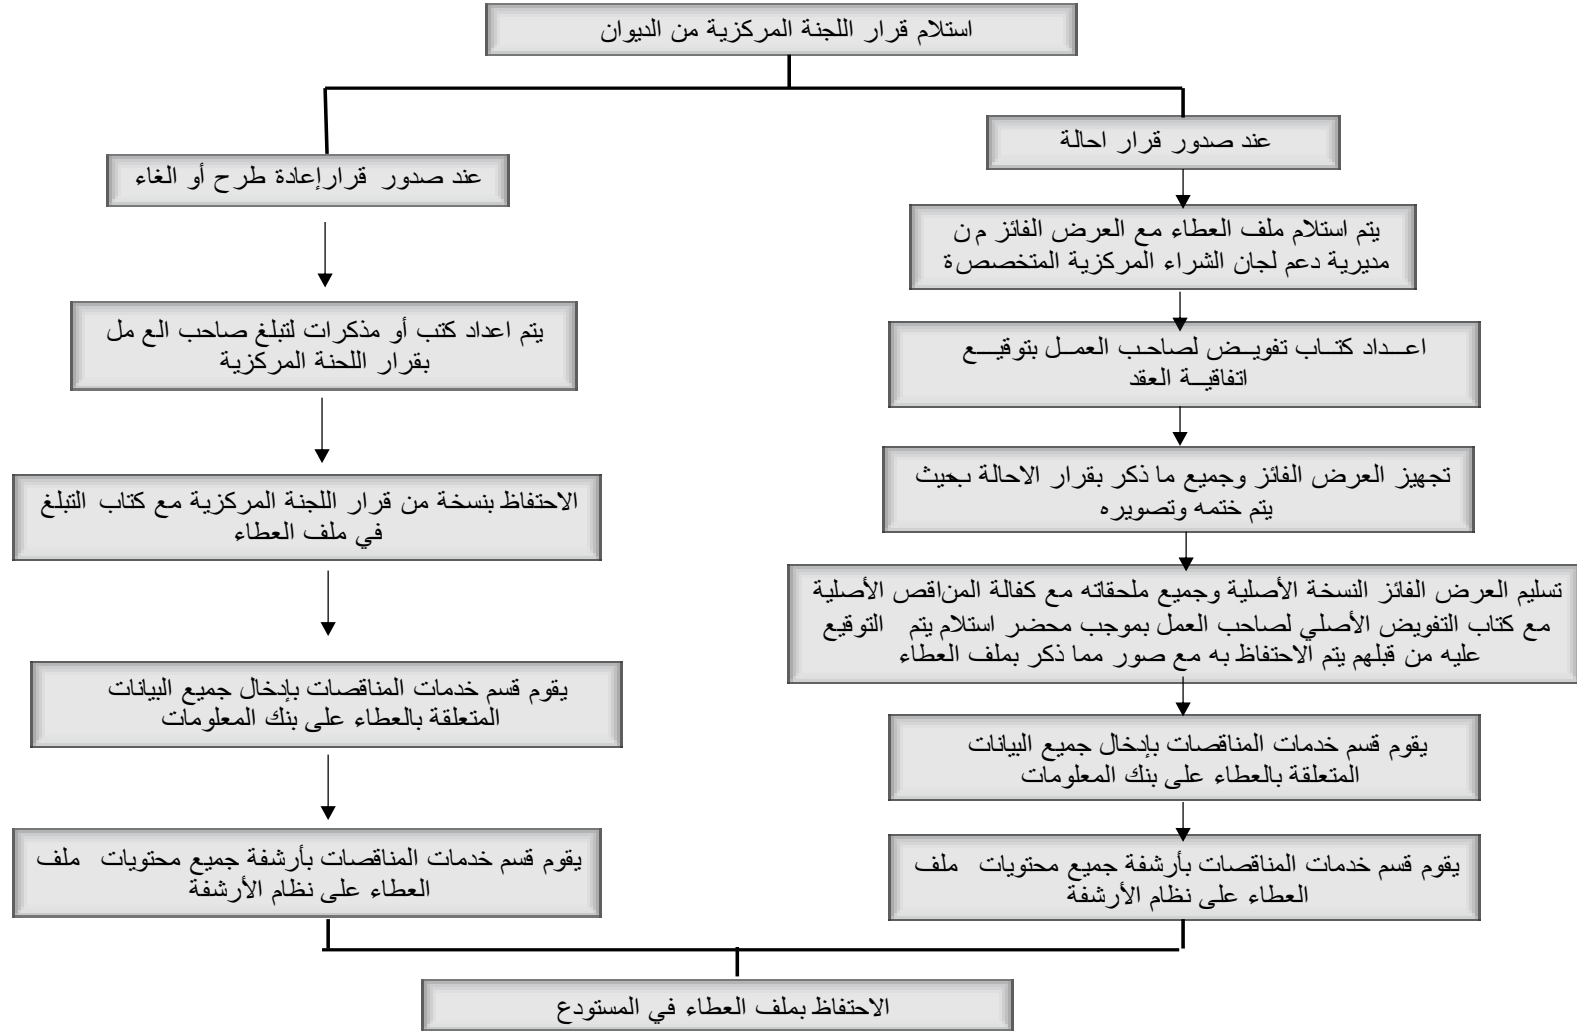 استلام قرار اللجنة المركزية من الديوان
عند صدور قرار احالة
يتم استلام ملف العطاء مع العرض الفائز من
مديرية دعم لجان الشراء المركزية المتخصصة
اعــداد كتــاب تفويــض لصاحـب العمــل بتوقيـــع
اتفاقيــة العقد
تجهيز العرض الفائز وجميع ما ذكر بقرار الاحالة بحيث
يتم ختمه وتصويره
تسليم العرض الفائز النسخة الأصلية وجميع ملحقاته مع كفالة المناقص الأصلية
مع كتاب التفويض الأصلي لصاحب العمل بموجب محضر استلام يتم التوقيع
عليه من قبلهم يتم الاحتفاظ به مع صور مما ذكر بملف العطاء
يقوم قسم خدمات المناقصات بإدخال جميع البيانات
المتعلقة بالعطاء على بنك المعلومات
يقوم قسم خدمات المناقصات بأرشفة جميع محتويات ملف
العطاء على نظام الأرشفة
عند صدور قرارإعادة طرح أو الغاء
يتم اعداد كتب أو مذكرات لتبلغ صاحب الع مل
بقرار اللحنة المركزية
الاحتفاظ بنسخة من قرار اللجنة المركزية مع كتاب التبلغ
في ملف العطاء
يقوم قسم خدمات المناقصات بإدخال جميع البيانات
المتعلقة بالعطاء على بنك المعلومات
يقوم قسم خدمات المناقصات بأرشفة جميع محتويات ملف
العطاء على نظام الأرشفة
الاحتفاظ بملف العطاء في المستودع